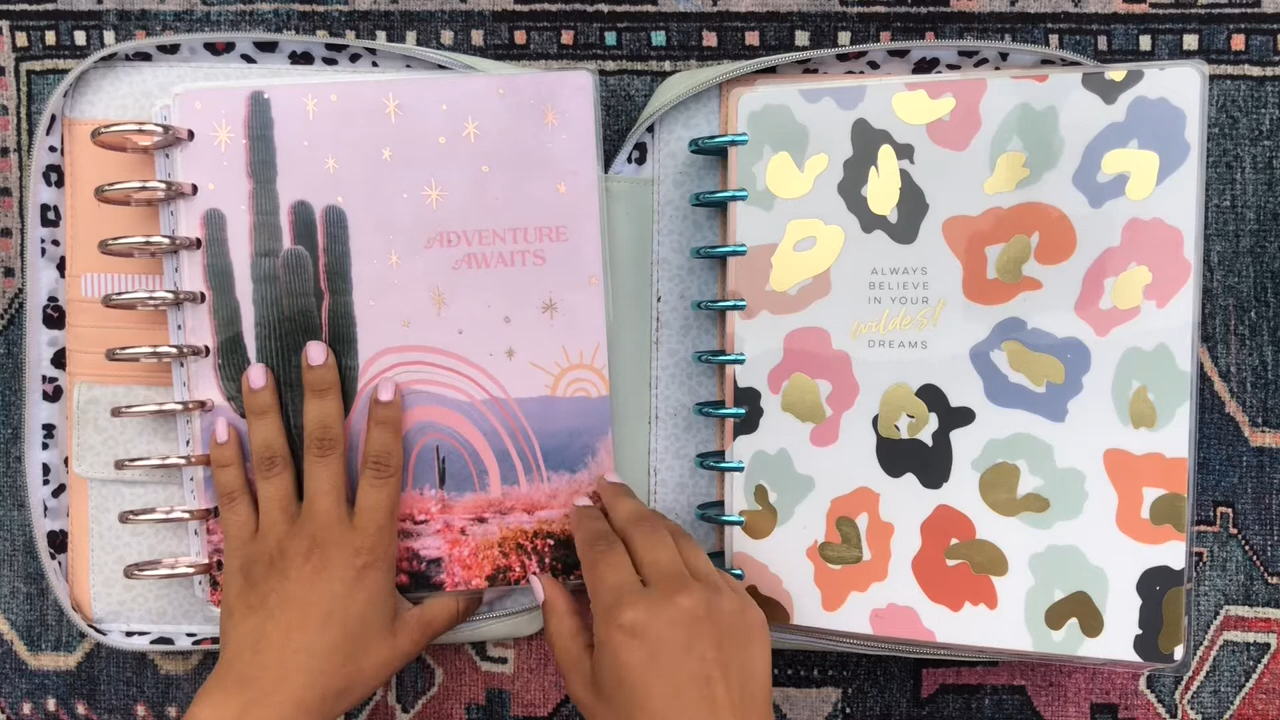 ADVENTURE
AWAITS
ALWAYS
BELIEVE
IN YOUR
wildest
DREAMS